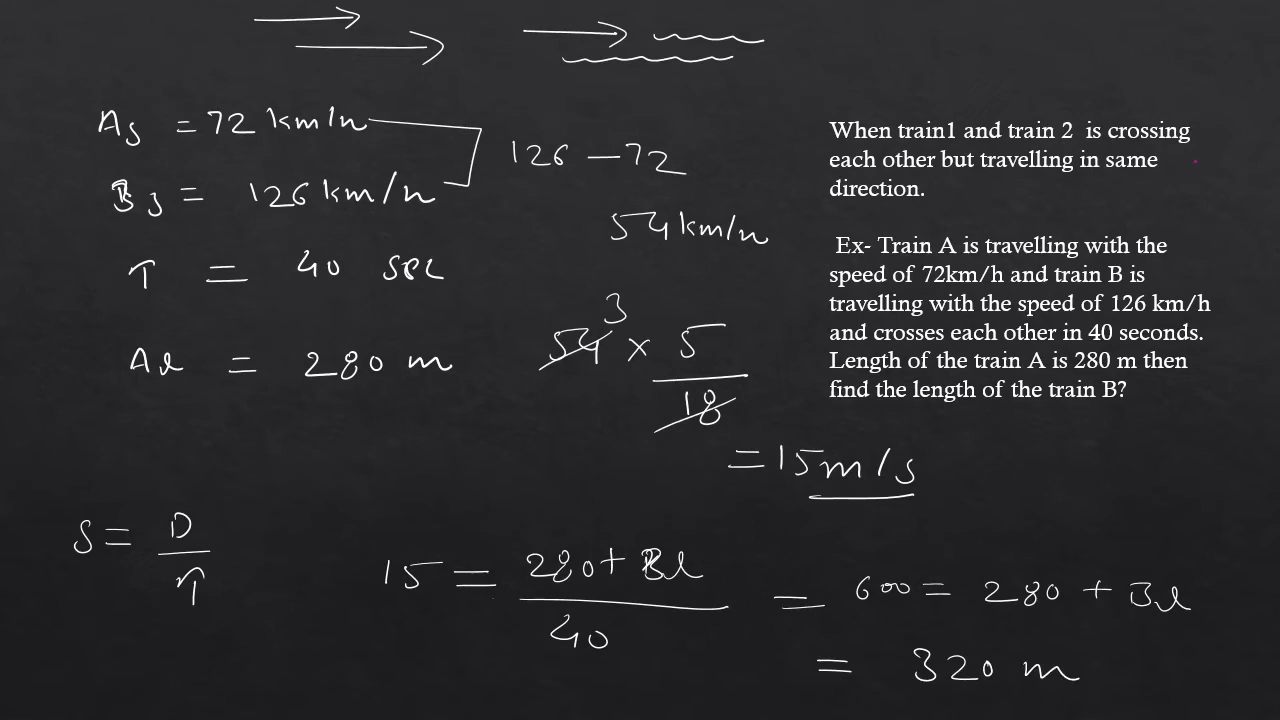 As = 72 km/h
Bs = 126 km/h
T = 40 sec
Al = 280 m
126 - 72
54 km/h
3
54 × 5
18
= 15 m/s
When train1 and train 2 is crossing
each other but travelling in same
direction.
Ex- Train A is travelling with the
speed of 72km/h and train B is
travelling with the speed of 126 km/h
and crosses each other in 40 seconds.
Length of the train A is 280 m then
find the length of the train B?
S = D
T
15 = 280 + Bl
40
= 600 = 280 + Bl
= 320 m